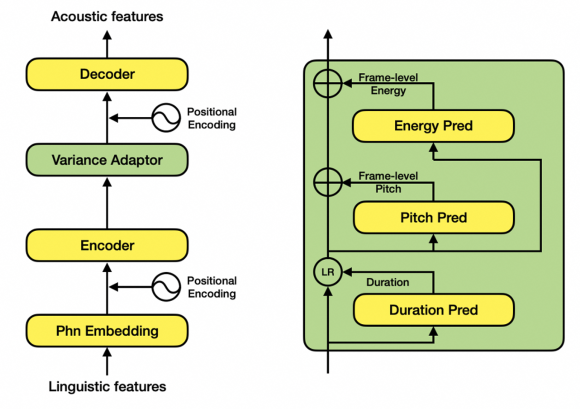 Acoustic features
Decoder
Positional
Encoding
Variance Adaptor
Encoder
Positional
Encoding
Phn Embedding
Linguistic features
Frame-level
Energy
Energy Pred
Frame-level
Pitch
Pitch Pred
LR
Duration
Duration Pred